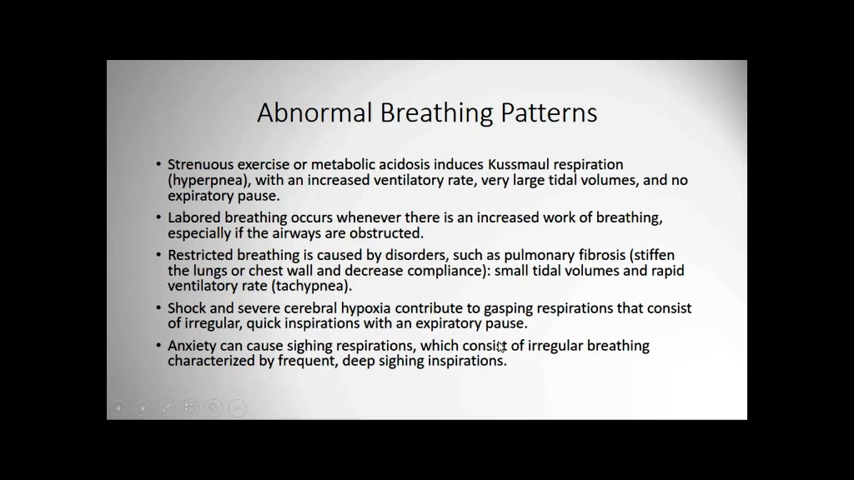 Abnormal Breathing Patterns
• Strenuous exercise or metabolic acidosis induces Kussmaul respiration
(hyperpnea), with an increased ventilatory rate, very large tidal volumes, and no
expiratory pause.
• Labored breathing occurs whenever there is an increased work of breathing,
especially if the airways are obstructed.
• Restricted breathing is caused by disorders, such as pulmonary fibrosis (stiffen
the lungs or chest wall and decrease compliance): small tidal volumes and rapid
ventilatory rate (tachypnea).
• Shock and severe cerebral hypoxia contribute to gasping respirations that consist
of irregular, quick inspirations with an expiratory pause.
• Anxiety can cause sighing respirations, which consist of irregular breathing
characterized by frequent, deep sighing inspirations.